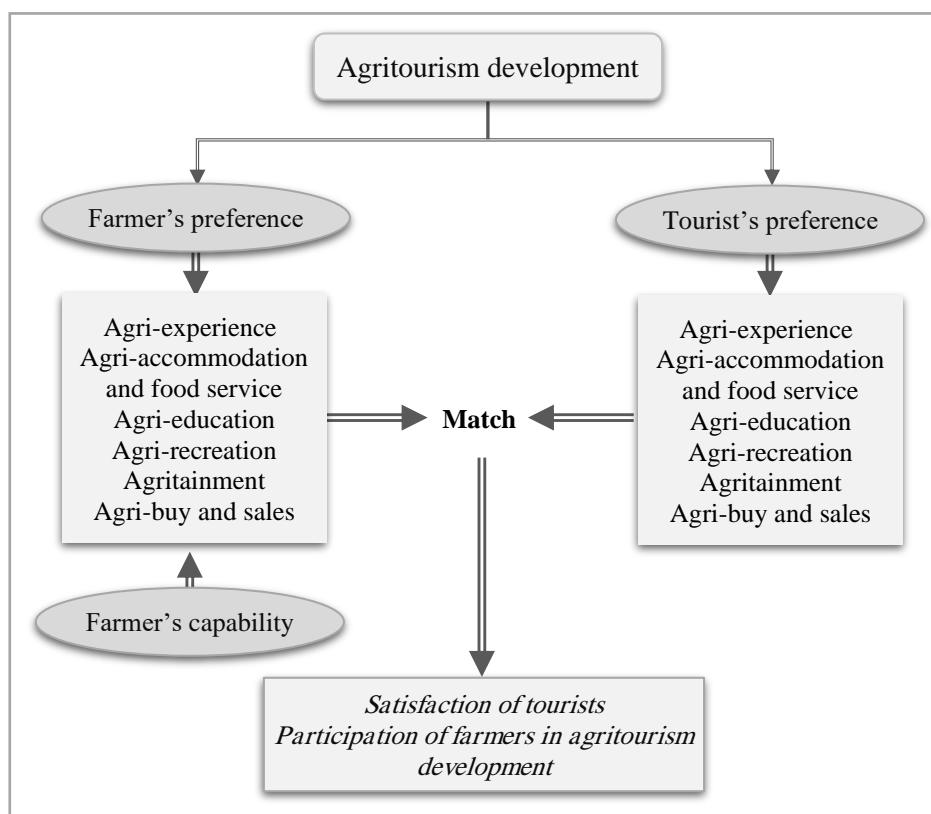 Agritourism development
Farmer’s preference
Tourist’s preference
Agri-experience
Agri-accommodation
and food service
Agri-education
Agri-recreation
Agritainment
Agri-buy and sales
Match
Agri-experience
Agri-accommodation
and food service
Agri-education
Agri-recreation
Agritainment
Agri-buy and sales
Farmer’s capability
Satisfaction of tourists
Participation of farmers in agritourism
development